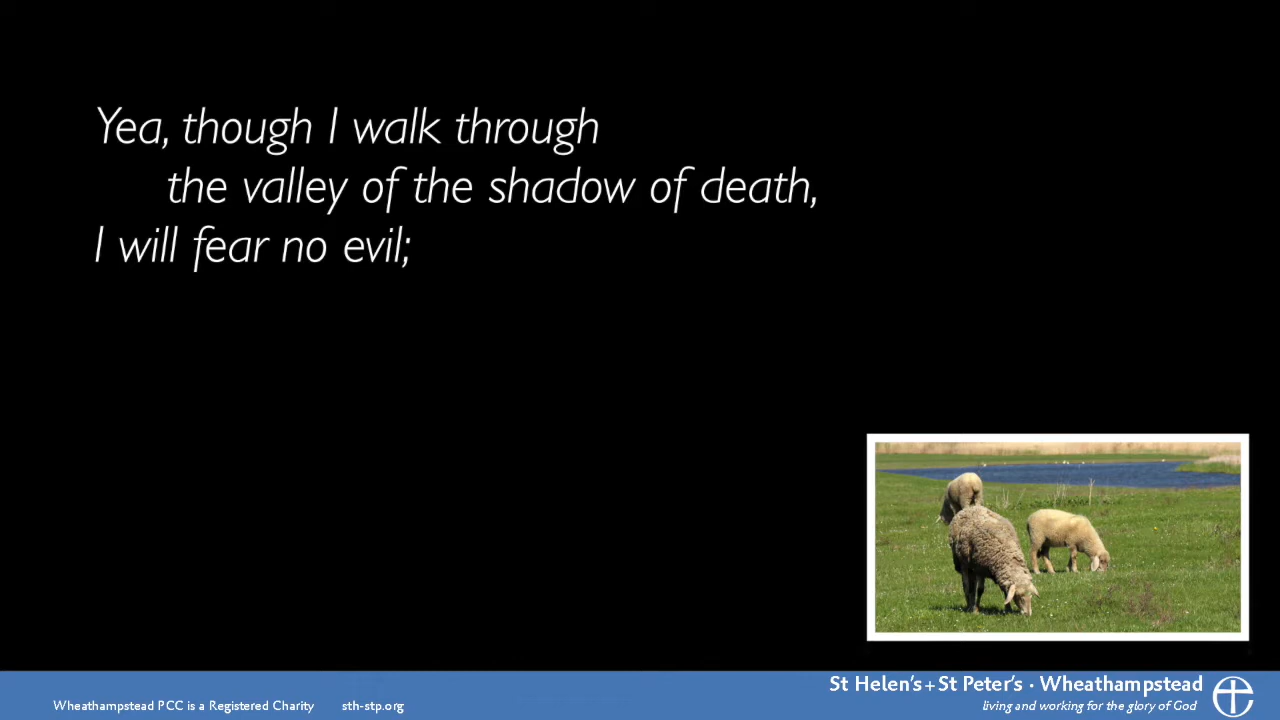 Yea, though I walk through
the valley of the shadow of death,
I will fear no evil;
St Helen's + St Peter's · Wheathampstead
living and working for the glory of God
Wheathampstead PCC is a Registered Charity sth-stp.org